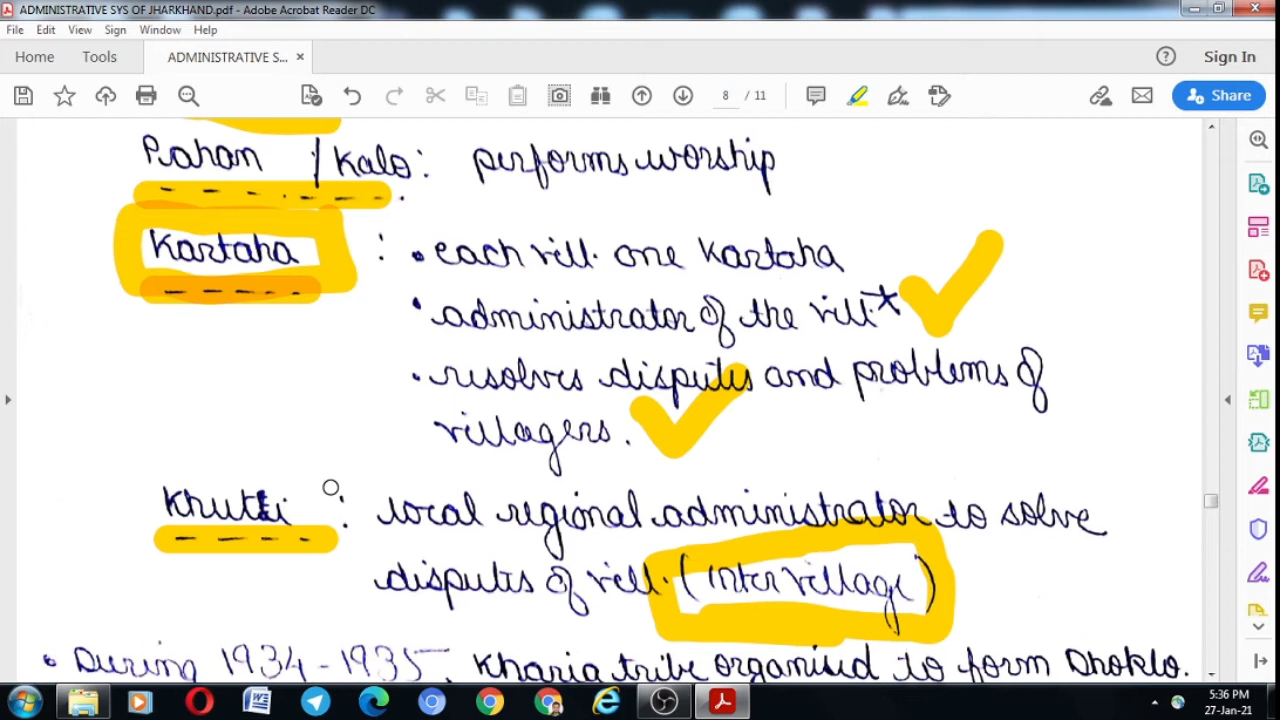 ADMINISTRATIVE SYS OF JHARKHAND.pdf - Adobe Acrobat Reader DC
File Edit View Sign Window Help
Home Tools ADMINISTRATIVE S... × Sign In
8 / 11 Share
Pahan / Kalo : performs worship
Kartaha : • each vill. one Kartaha
• administrator of the vill.*
• resolves disputes and problems of
villagers.
Khutti : local regional administrator to solve
disputes of vill. (Inter village)
• During 1934-1935, Kharia tribe organised to form Dhoklo.
5:36 PM
27-Jan-21